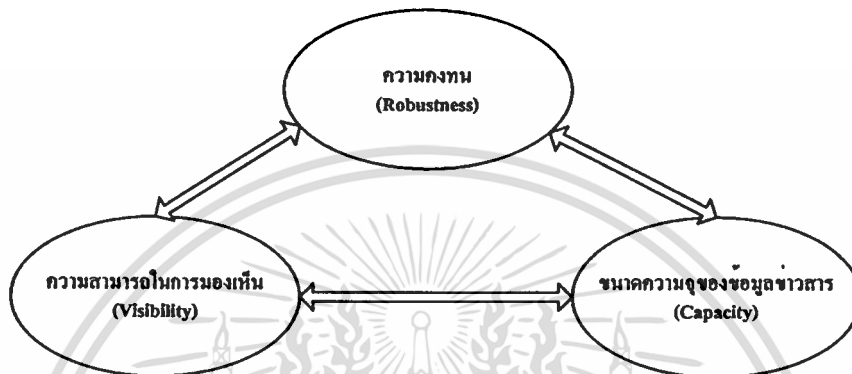 ความคงทน
(Robustness)
ความสามารถในการมองเห็น
(Visibility)
ขนาดความจุของข้อมูลข่าวสาร
(Capacity)